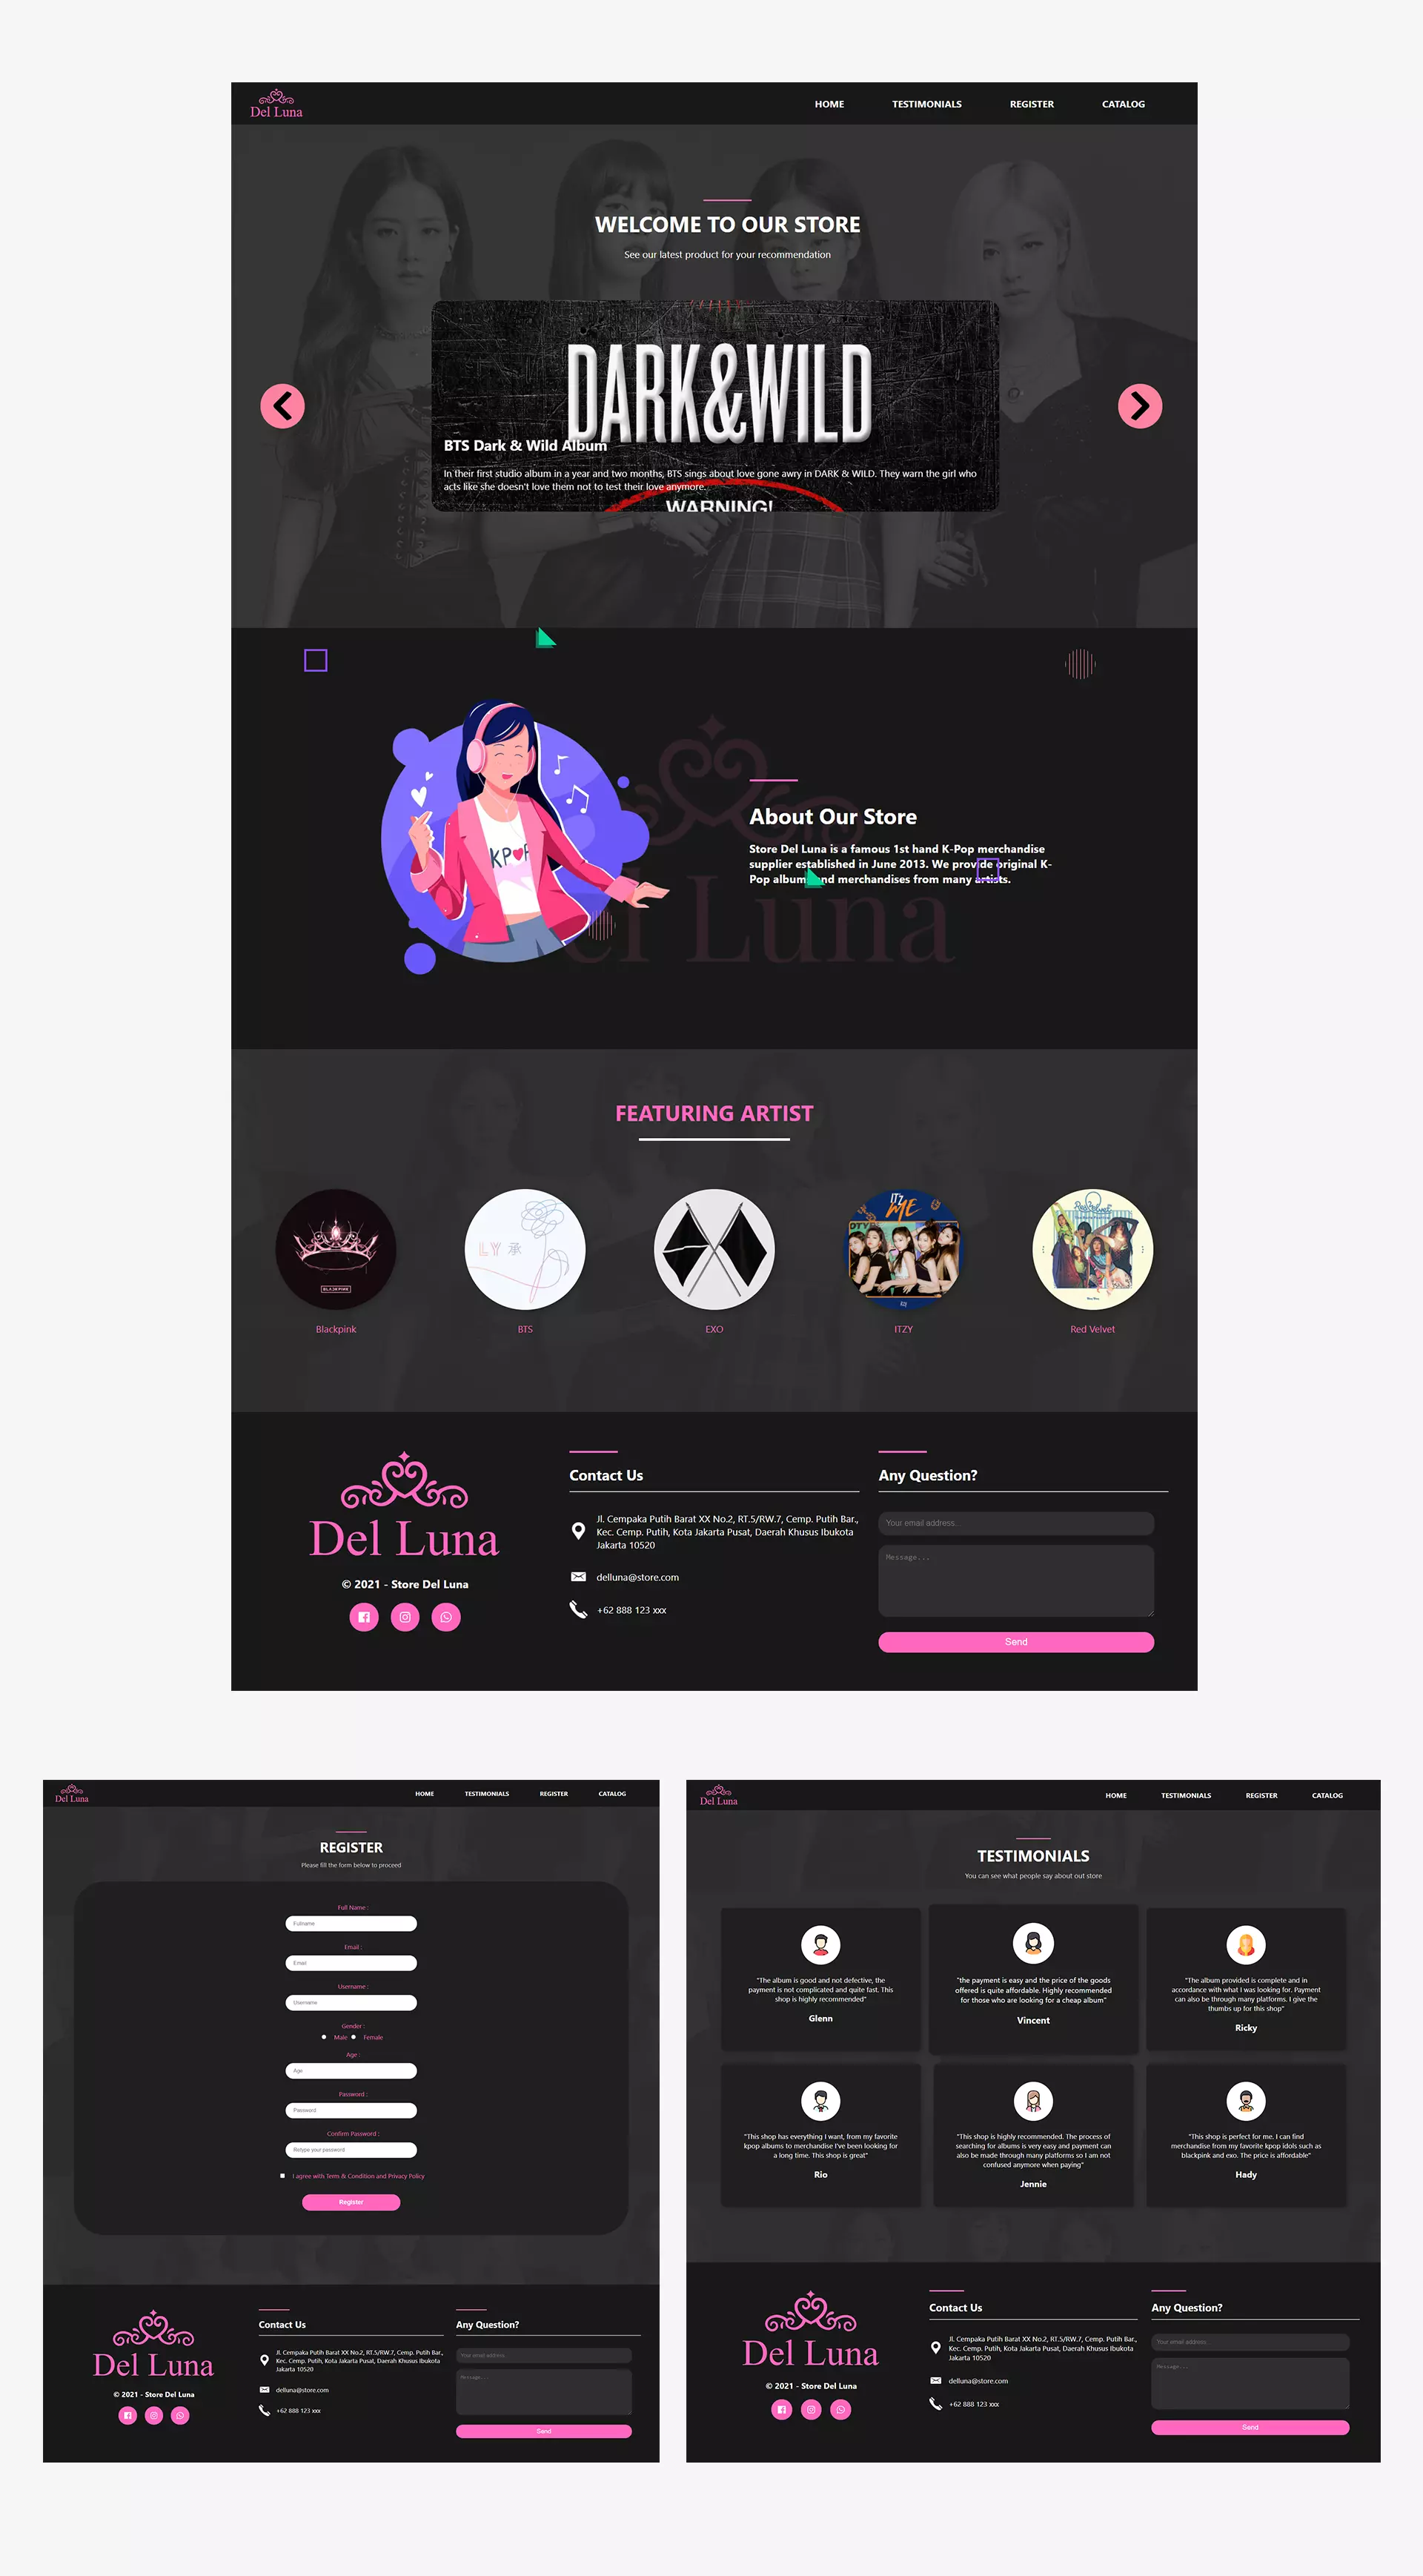 Del Luna
HOME TESTIMONIALS REGISTER CATALOG
WELCOME TO OUR STORE
See our latest product for your recommendation
DARK&WILD
BTS Dark & Wild Album
In their first studio album in a year and two months, BTS sings about love gone awry in DARK & WILD. They warn the girl who
acts like she doesn't love them not to test their love anymore.
WARNING!
KPOP
About Our Store
Store Del Luna is a famous 1st hand K-Pop merchandise
supplier established in June 2013. We provide original K-
Pop album and merchandises from many
el Luna
FEATURING ARTIST
BLACKPINK
LY 承
IT'z ME
ITZY
Red Velvet
Blackpink
BTS
EXO
ITZY
Red Velvet
Del Luna
© 2021 - Store Del Luna
Contact Us
Jl. Cempaka Putih Barat XX No.2, RT.5/RW.7, Cemp. Putih Bar.,
Kec. Cemp. Putih, Kota Jakarta Pusat, Daerah Khusus Ibukota
Jakarta 10520
delluna@store.com
+62 888 123 xxx
Any Question?
Your email address..
Message...
Send
Del Luna
HOME TESTIMONIALS REGISTER CATALOG
REGISTER
Please fill the form below to proceed
Full Name :
Fullname
Email :
Email
Username :
Username
Gender :
Male Female
Age :
Age
Password :
Password
Confirm Password :
Retype your password
I agree with Term & Condition and Privacy Policy
Register
Del Luna
© 2021 - Store Del Luna
Contact Us
Jl. Cempaka Putih Barat XX No.2, RT.5/RW.7, Cemp. Putih Bar.,
Kec. Cemp. Putih, Kota Jakarta Pusat, Daerah Khusus Ibukota
Jakarta 10520
delluna@store.com
+62 888 123 xxx
Any Question?
Your email address..
Message...
Send
Del Luna
HOME TESTIMONIALS REGISTER CATALOG
TESTIMONIALS
You can see what people say about out store
"The album is good and not defective, the
payment is not complicated and quite fast. This
shop is highly recommended"
Glenn
"the payment is easy and the price of the goods
offered is quite affordable. Highly recommended
for those who are looking for a cheap album"
Vincent
"The album provided is complete and in
accordance with what I was looking for. Payment
can also be through many platforms. I give the
thumbs up for this shop"
Ricky
"This shop has everything I want, from my favorite
kpop albums to merchandise I've been looking for
a long time. This shop is great"
Rio
"This shop is highly recommended. The process of
searching for albums is very easy and payment can
also be made through many platforms so I am not
confused anymore when paying"
Jennie
"This shop is perfect for me. I can find
merchandise from my favorite kpop idols such as
blackpink and exo. The price is affordable"
Hady
Del Luna
© 2021 - Store Del Luna
Contact Us
Jl. Cempaka Putih Barat XX No.2, RT.5/RW.7, Cemp. Putih Bar.,
Kec. Cemp. Putih, Kota Jakarta Pusat, Daerah Khusus Ibukota
Jakarta 10520
delluna@store.com
+62 888 123 xxx
Any Question?
Your email address..
Message...
Send